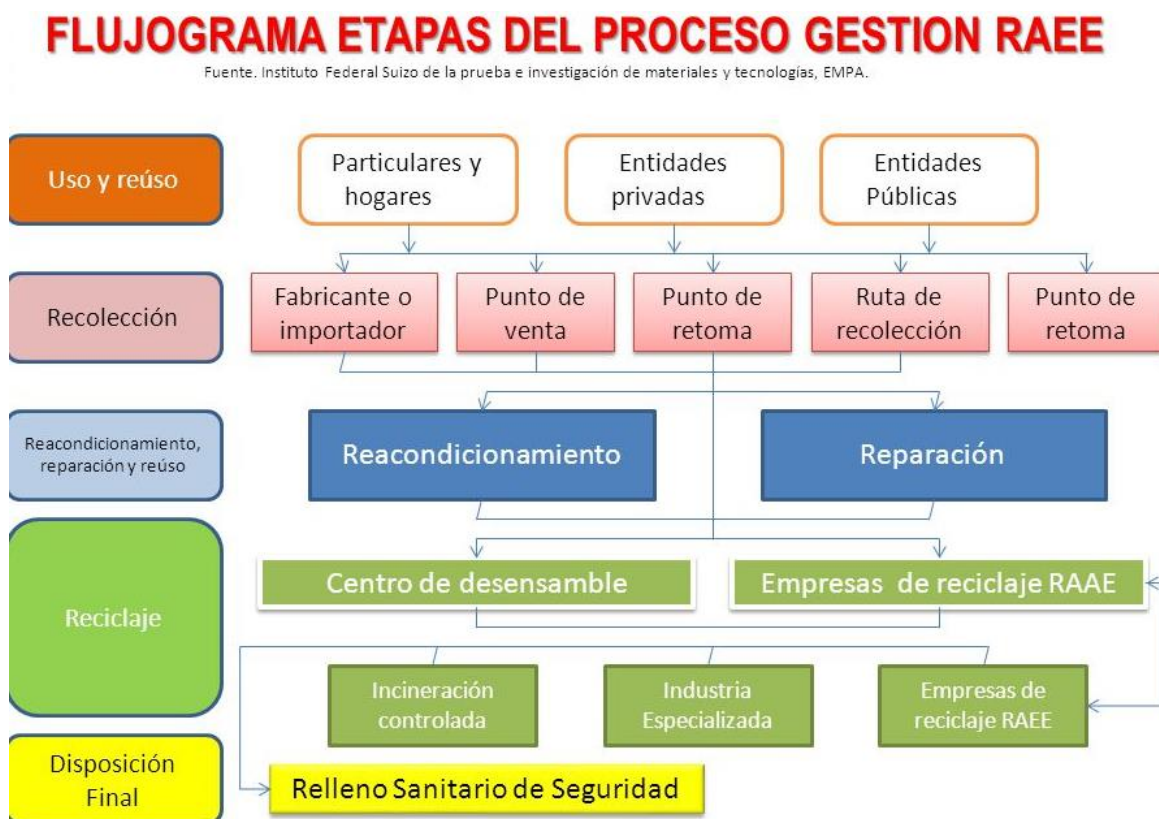 FLUJOGRAMA ETAPAS DEL PROCESO GESTION RAEE
Fuente. Instituto Federal Suizo de la prueba e investigación de materiales y tecnologías, EMPA.
Uso y reúso
Particulares y
hogares
Entidades
privadas
Entidades
Públicas
Recolección
Fabricante o
importador
Punto de
venta
Punto de
retoma
Ruta de
recolección
Punto de
retoma
Reacondicionamiento,
reparación y reúso
Reacondicionamiento
Reparación
Reciclaje
Centro de desensamble
Empresas de reciclaje RAAE
Incineración
controlada
Industria
Especializada
Empresas de
reciclaje RAEE
Disposición
Final
Relleno Sanitario de Seguridad